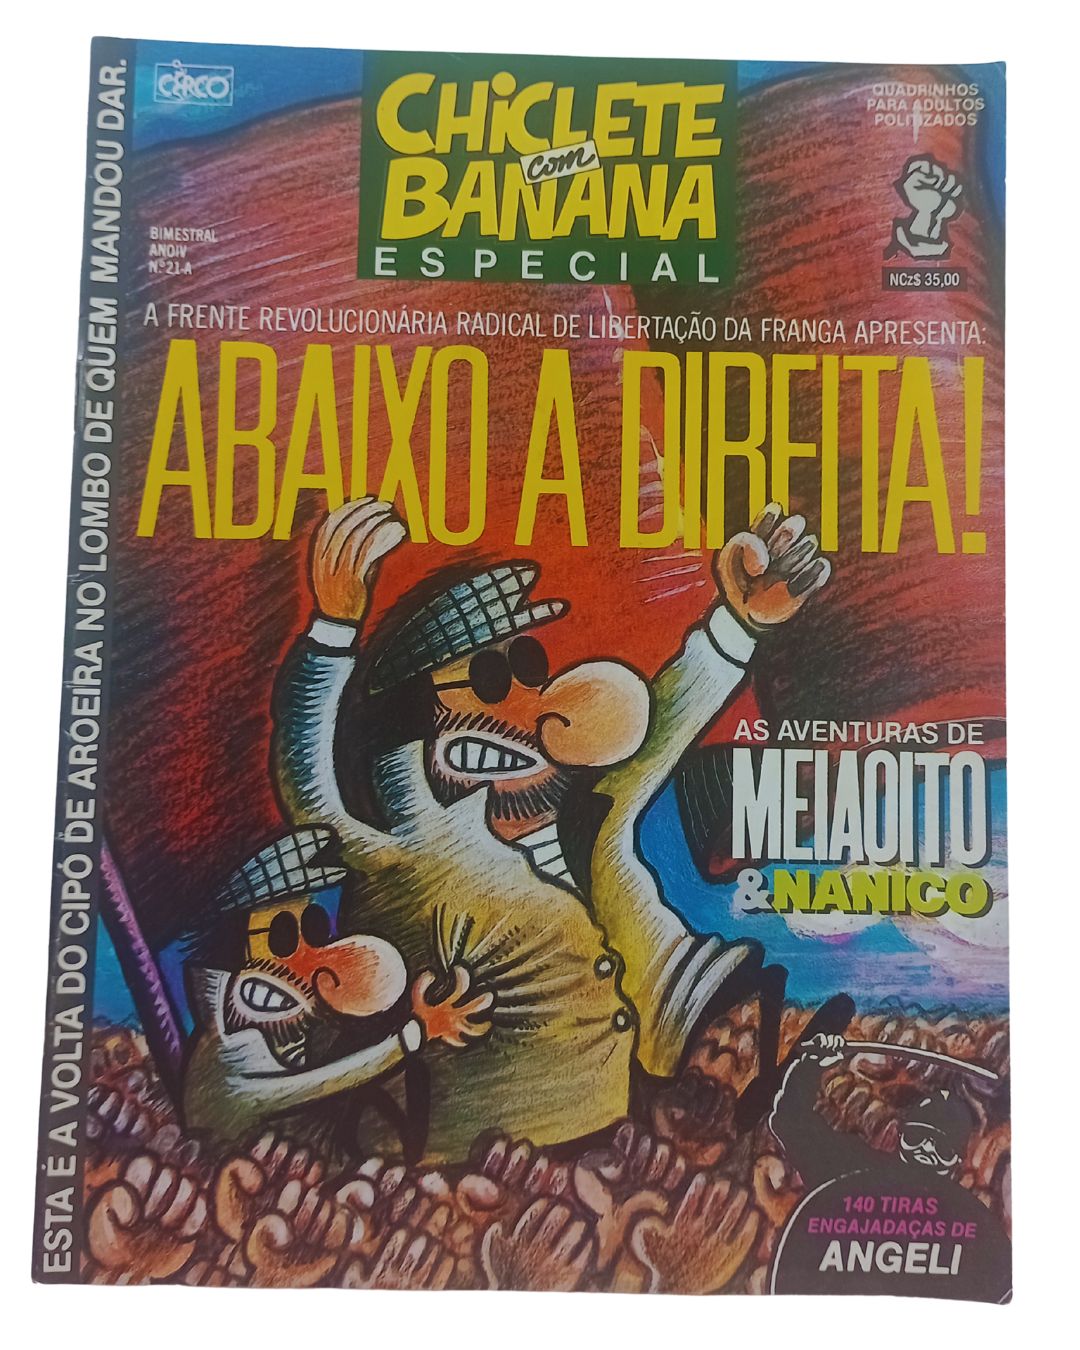 CIRCO
CHiCLETE
com
BANANA
ESPECIAL
QUADRINHOS
PARA ADULTOS
POLITIZADOS
BIMESTRAL
ANO IV
N.º 21-A
NCz$ 35,00
A FRENTE REVOLUCIONÁRIA RADICAL DE LIBERTAÇÃO DA FRANGA APRESENTA:
ABAIXO A DIREITA!
AS AVENTURAS DE
MEIAOITO
&NANICO
140 TIRAS
ENGAJADAÇAS DE
ANGELI
ESTA É A VOLTA DO CIPÓ DE AROEIRA NO LOMBO DE QUEM MANDOU DAR.